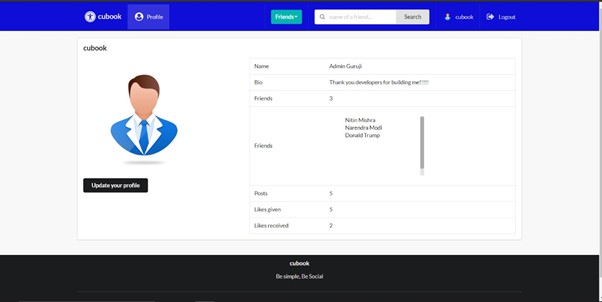 cubook Profile Friends name of a friend... Search cubook Logout
cubook
Name Admin Guruji
Bio Thank you developers for building me!!!!!
Friends 3
Friends
Nitin Mishra
Narendra Modi
Donald Trump
Update your profile
Posts 5
Likes given 5
Likes received 2
cubook
Be simple, Be Social